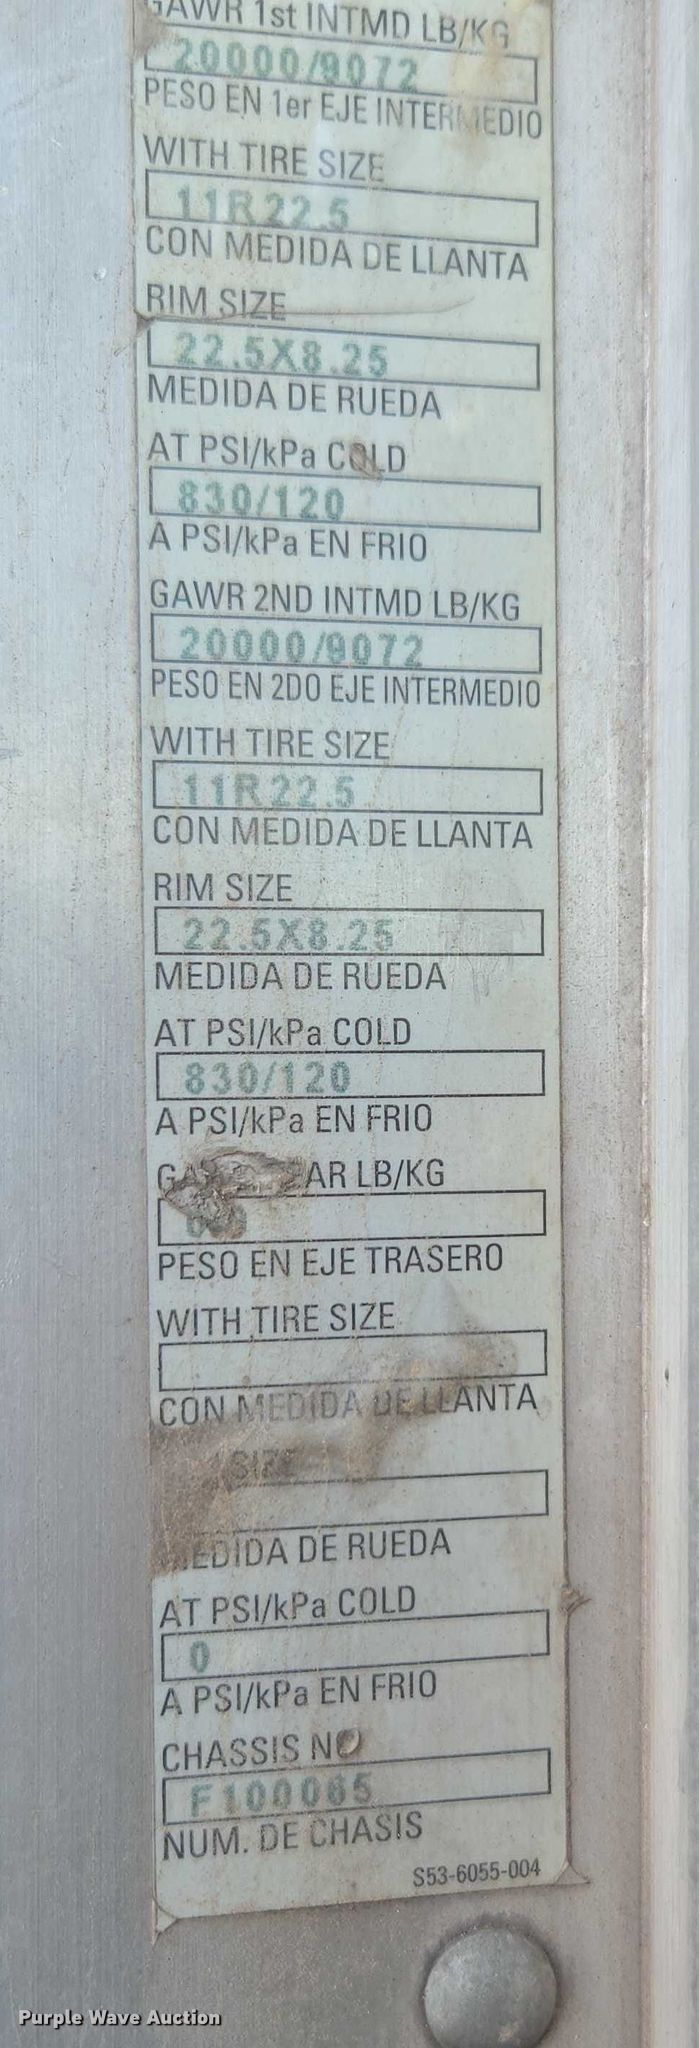 GAWR 1st INTMD LB/KG
20000/9072
PESO EN 1er EJE INTERMEDIO
WITH TIRE SIZE
11R22.5
CON MEDIDA DE LLANTA
RIM SIZE
22.5X8.25
MEDIDA DE RUEDA
AT PSI/kPa COLD
830/120
A PSI/kPa EN FRIO
GAWR 2ND INTMD LB/KG
20000/9072
PESO EN 2DO EJE INTERMEDIO
WITH TIRE SIZE
11R22.5
CON MEDIDA DE LLANTA
RIM SIZE
22.5X8.25
MEDIDA DE RUEDA
AT PSI/kPa COLD
830/120
A PSI/kPa EN FRIO
LB/KG
PESO EN EJE TRASERO
WITH TIRE SIZE
CON MEDIDA DE LLANTA
SIZE
MEDIDA DE RUEDA
AT PSI/kPa COLD
0
A PSI/kPa EN FRIO
CHASSIS NO
F100065
NUM. DE CHASIS
S53-6055-004
Purple Wave Auction